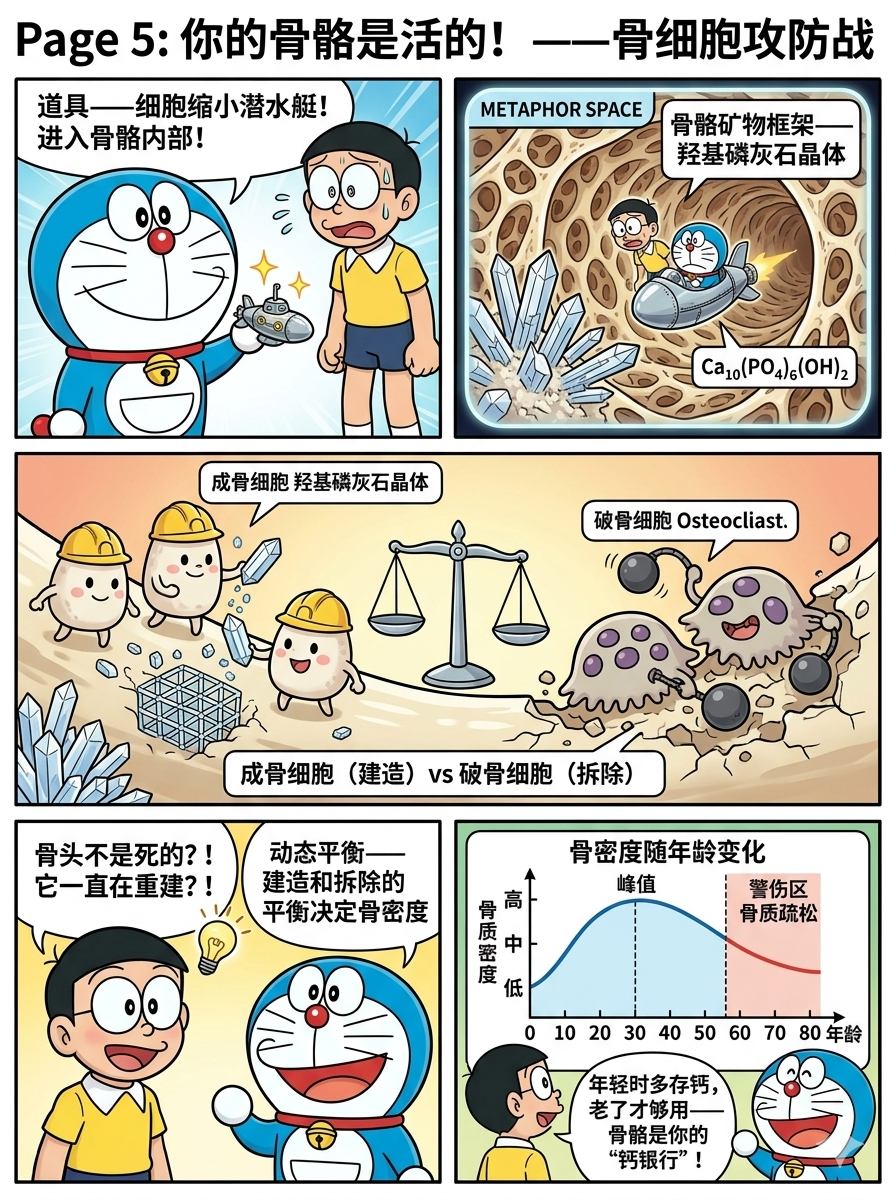 Page 5: 你的骨骼是活的！——骨细胞攻防战
道具——细胞缩小潜水艇！
进入骨骼内部！
METAPHOR SPACE
骨骼矿物框架——
羟基磷灰石晶体
Ca₁₀(PO₄)₆(OH)₂
成骨细胞 羟基磷灰石晶体
破骨细胞 Osteocliast.
成骨细胞（建造）vs 破骨细胞（拆除）
骨头不是死的？！
它一直在重建？！
动态平衡——
建造和拆除的
平衡决定骨密度
骨密度随年龄变化
峰值
警伤区
骨质疏松
骨质密度
高
中
低
0 10 20 30 40 50 60 70 80 年龄
年轻时多存钙，
老了才够用——
骨骼是你的
“钙银行”！